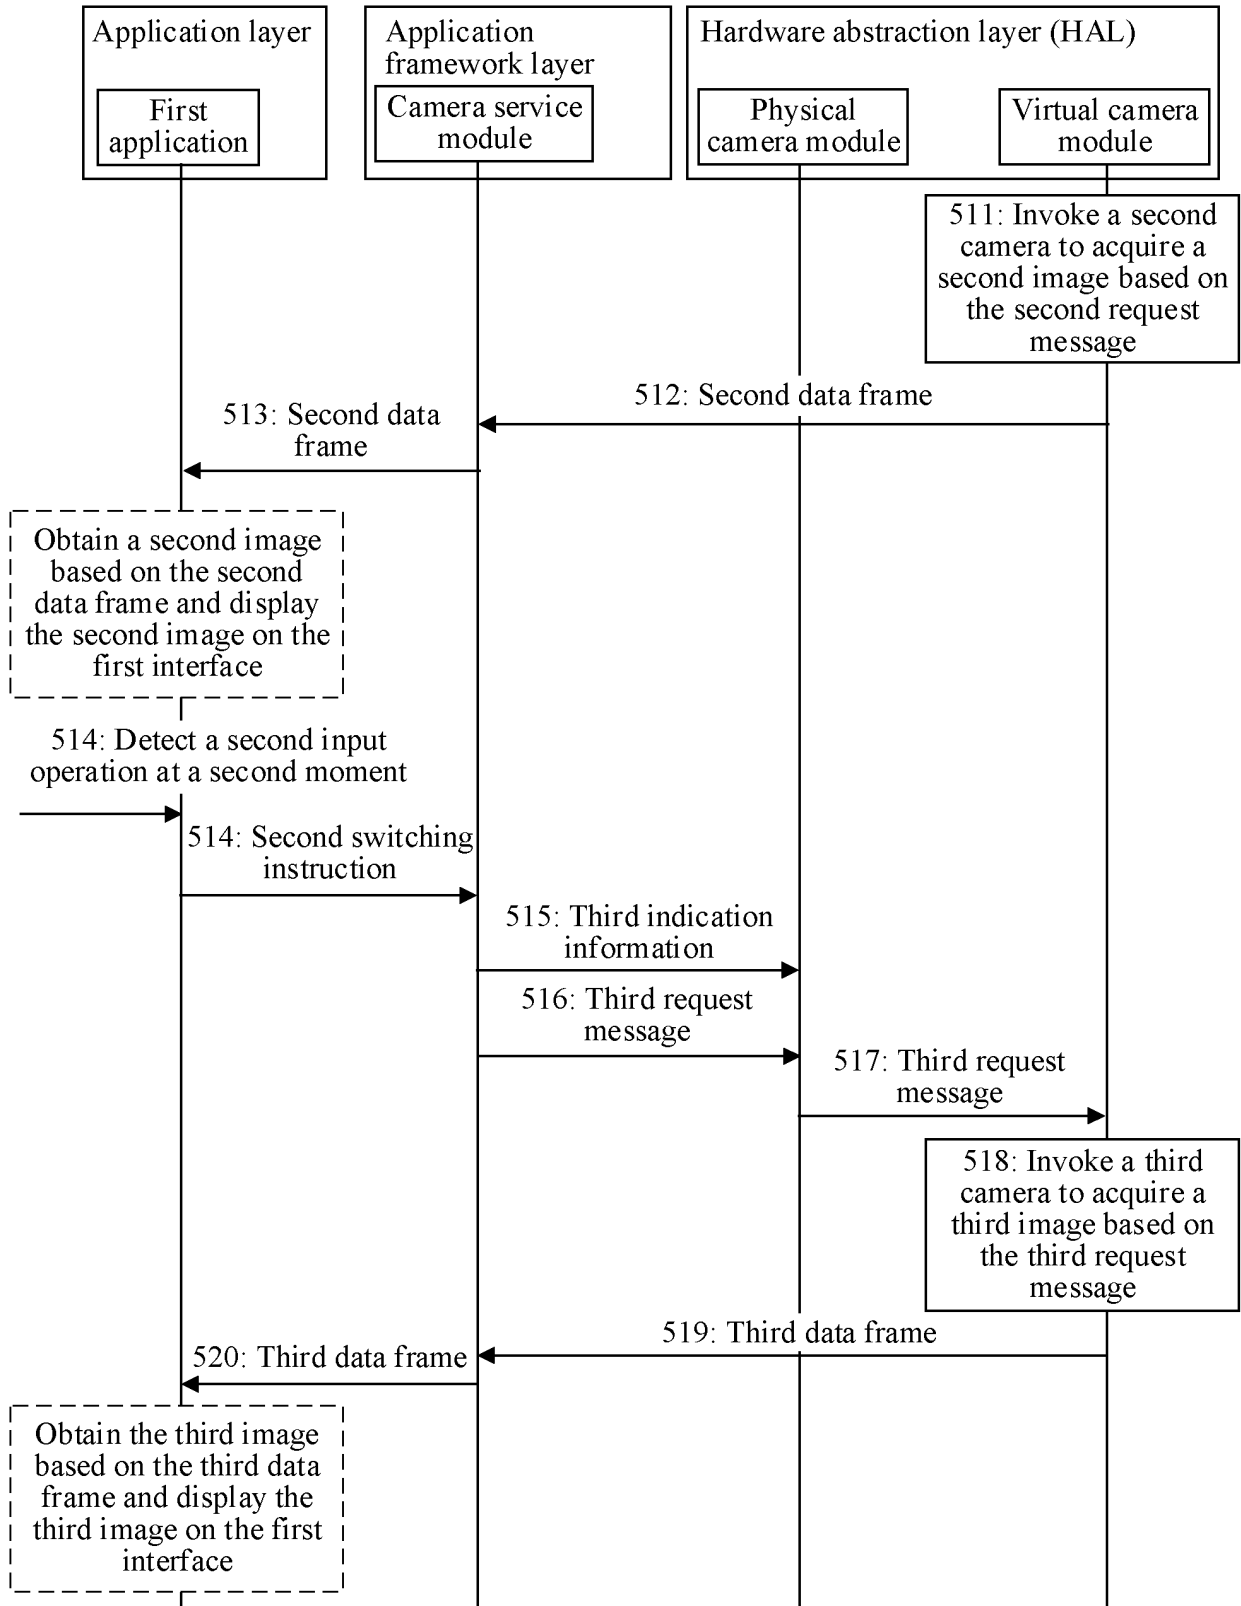 Application layer
First
application
Application
framework layer
Camera service
module
Hardware abstraction layer (HAL)
Physical
camera module
Virtual camera
module
511: Invoke a second
camera to acquire a
second image based on
the second request
message
512: Second data frame
513: Second data
frame
Obtain a second image
based on the second
data frame and display
the second image on the
first interface
514: Detect a second input
operation at a second moment
514: Second switching
instruction
515: Third indication
information
516: Third request
message
517: Third request
message
518: Invoke a third
camera to acquire a
third image based on
the third request
message
519: Third data frame
520: Third data frame
Obtain the third image
based on the third data
frame and display the
third image on the first
interface